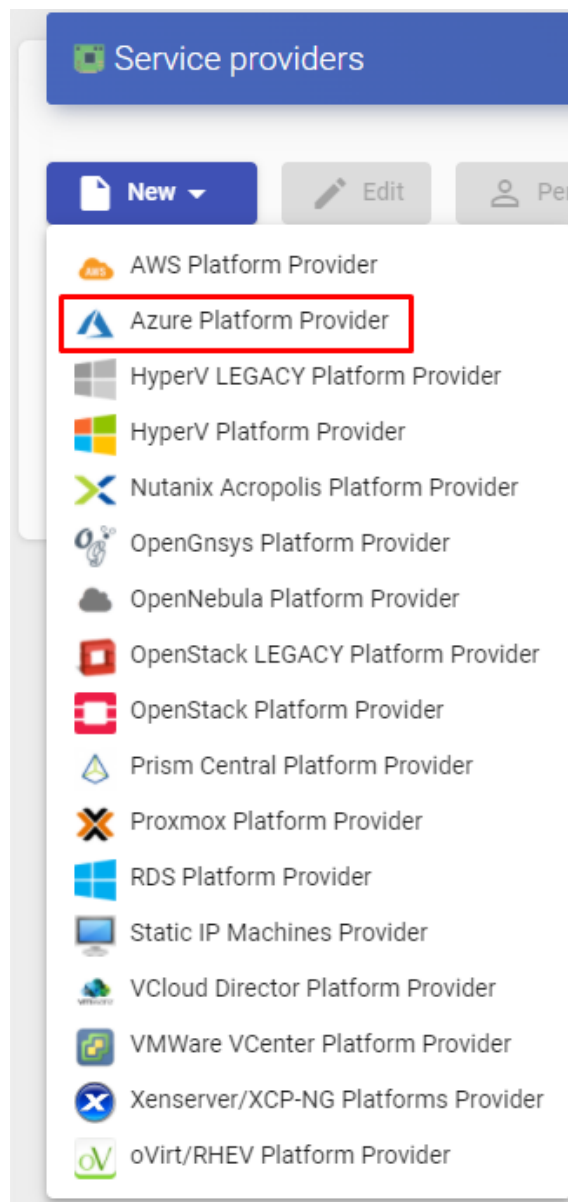 Service providers
New
Edit
Per
AWS Platform Provider
Azure Platform Provider
HyperV LEGACY Platform Provider
HyperV Platform Provider
Nutanix Acropolis Platform Provider
OpenGnsys Platform Provider
OpenNebula Platform Provider
OpenStack LEGACY Platform Provider
OpenStack Platform Provider
Prism Central Platform Provider
Proxmox Platform Provider
RDS Platform Provider
Static IP Machines Provider
VCloud Director Platform Provider
VMWare VCenter Platform Provider
Xenserver/XCP-NG Platforms Provider
oVirt/RHEV Platform Provider